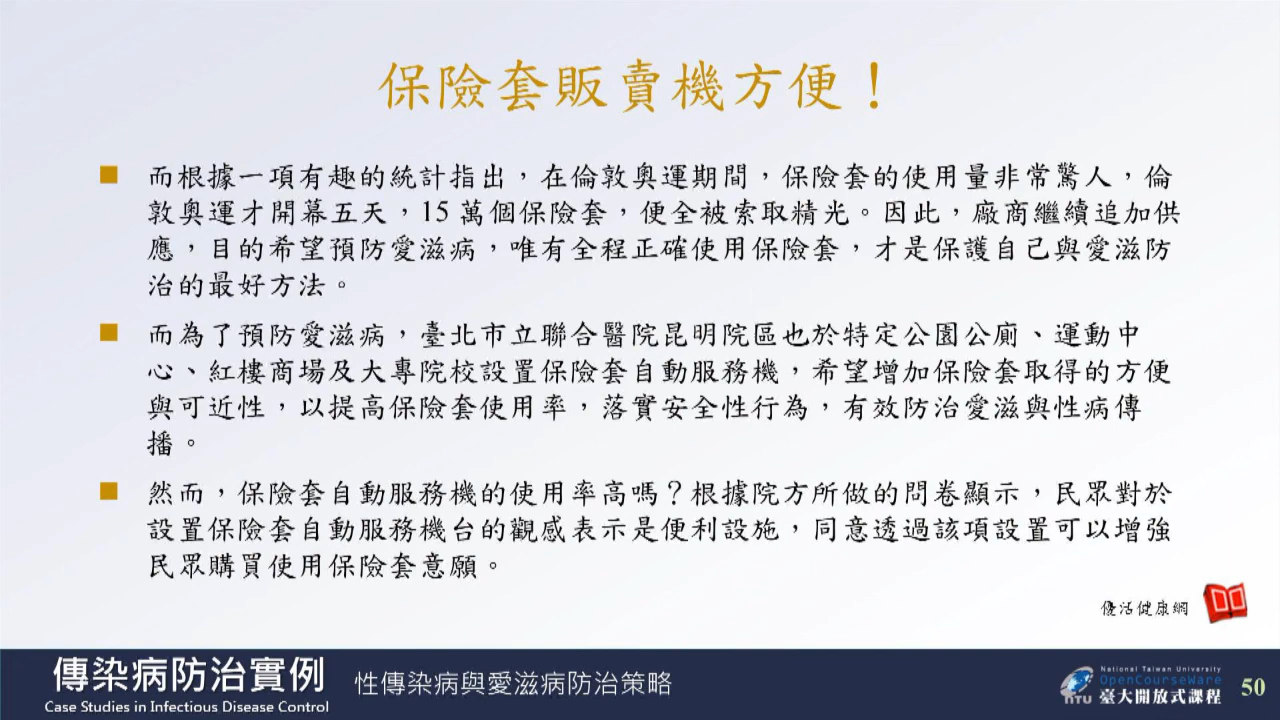 保險套販賣機方便！
而根據一項有趣的統計指出，在倫敦奧運期間，保險套的使用量非常驚人，倫
敦奧運才開幕五天，15 萬個保險套，便全被索取精光。因此，廠商繼續追加供
應，目的希望預防愛滋病，唯有全程正確使用保險套，才是保護自己與愛滋防
治的最好方法。
而為了預防愛滋病，臺北市立聯合醫院昆明院區也於特定公園公廁、運動中
心、紅樓商場及大專院校設置保險套自動服務機，希望增加保險套取得的方便
與可近性，以提高保險套使用率，落實安全性行為，有效防治愛滋與性病傳
播。
然而，保險套自動服務機的使用率高嗎？根據院方所做的問卷顯示，民眾對於
設置保險套自動服務機台的觀感表示是便利設施，同意透過該項設置可以增強
民眾購買使用保險套意願。
優活健康網
傳染病防治實例
Case Studies in Infectious Disease Control
性傳染病與愛滋病防治策略
National Taiwan University
OpenCourseWare
NTU 臺大開放式課程
50